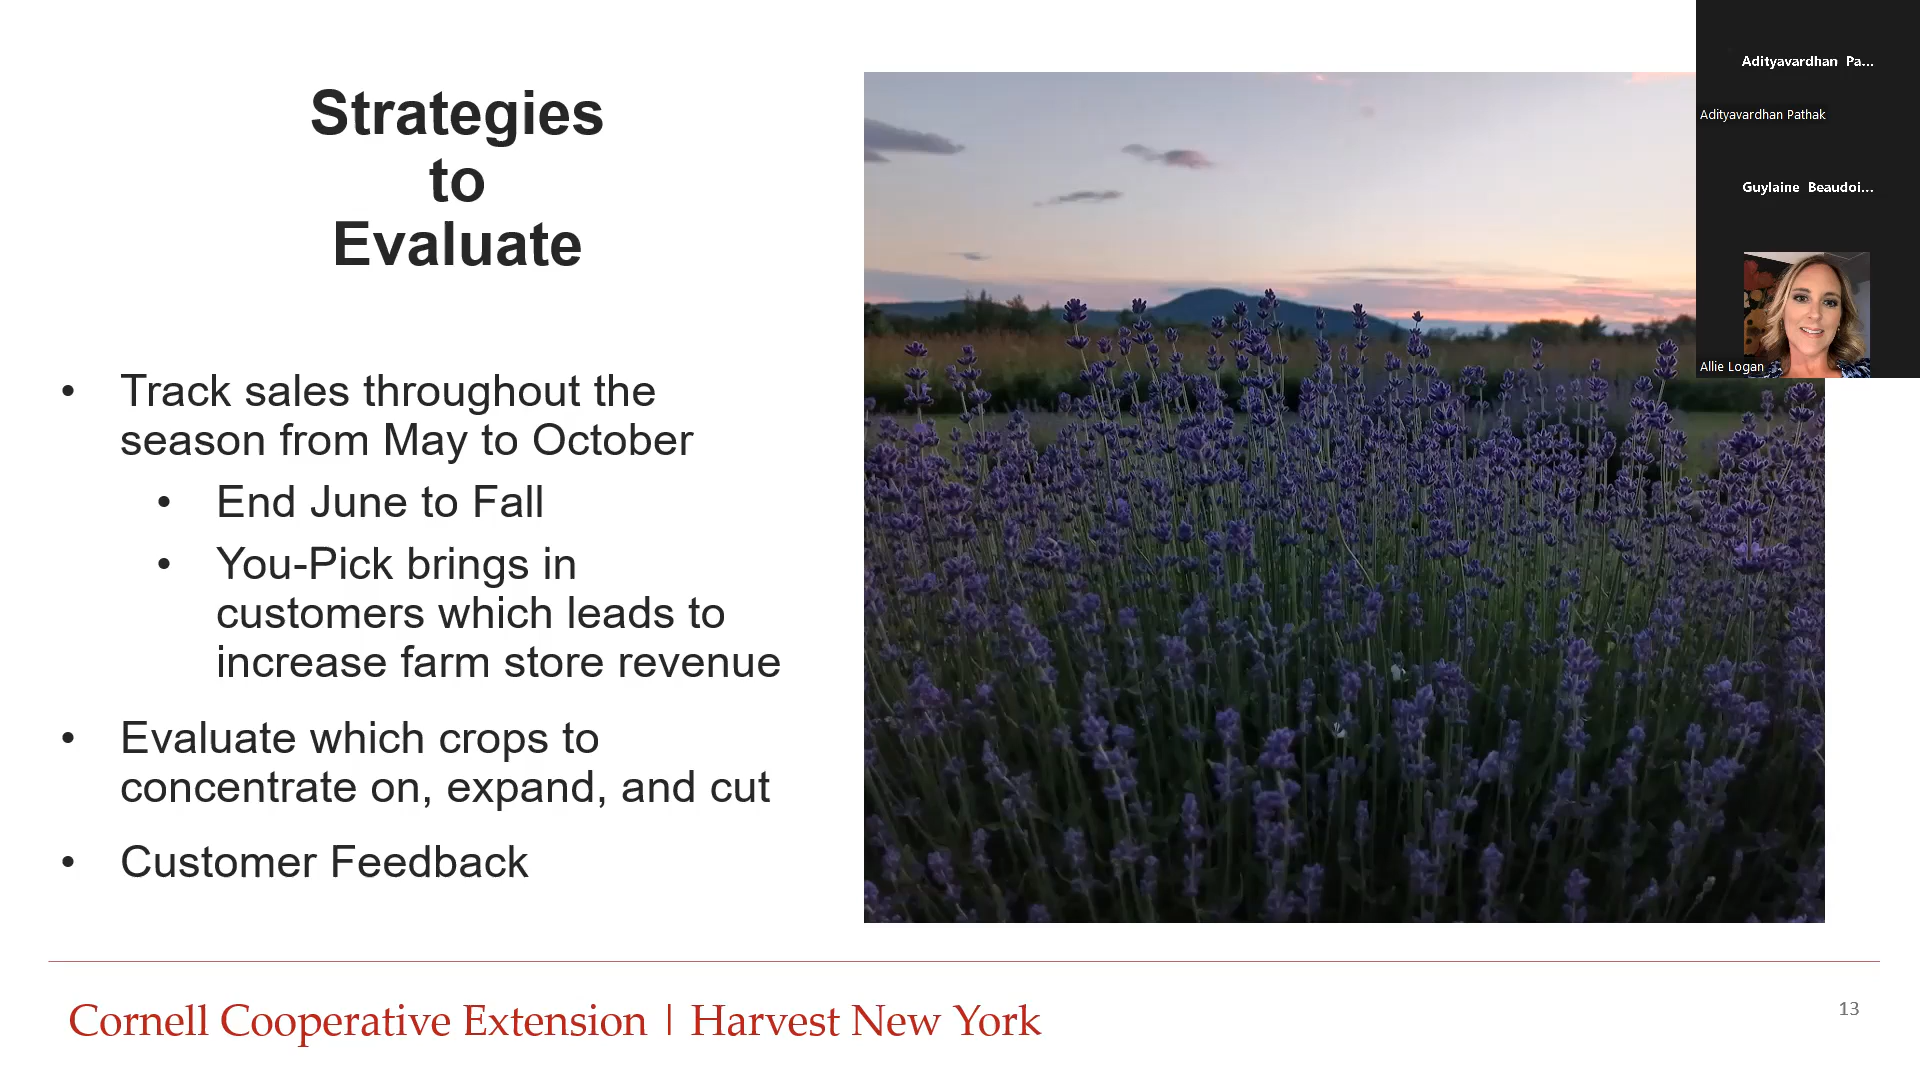 Strategies
to
Evaluate
• Track sales throughout the
season from May to October
• End June to Fall
• You-Pick brings in
customers which leads to
increase farm store revenue
• Evaluate which crops to
concentrate on, expand, and cut
• Customer Feedback
Adityavardhan Pa...
Adityavardhan Pathak
Guylaine Beaudoi...
Allie Logan
Cornell Cooperative Extension | Harvest New York
13